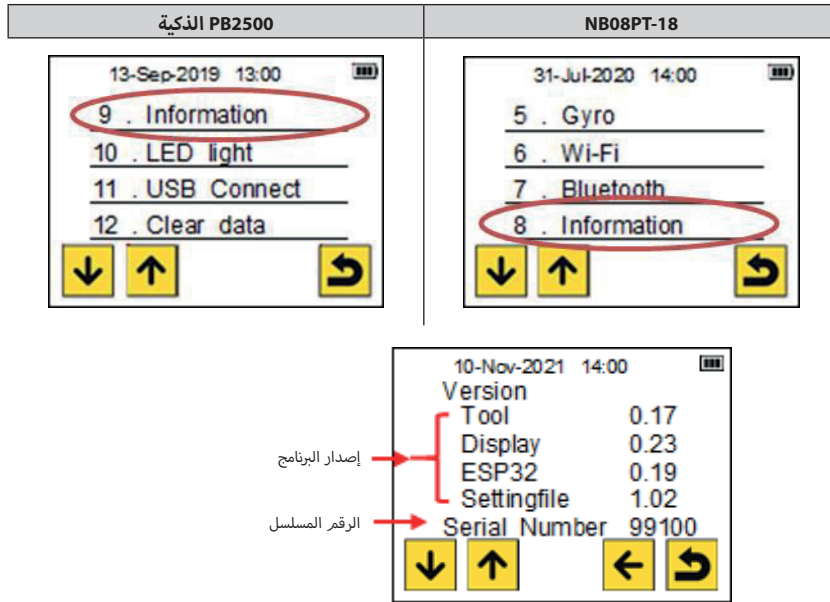 PB2500 الذكية
NB08PT-18
13-Sep-2019 13:00
9 . Information
10 . LED light
11 . USB Connect
12 . Clear data
31-Jul-2020 14:00
5 . Gyro
6 . Wi-Fi
7 . Bluetooth
8 . Information
10-Nov-2021 14:00
Version
Tool 0.17
Display 0.23
ESP32 0.19
Settingfile 1.02
إصدار البرنامج
Serial Number 99100
الرقم المسلسل